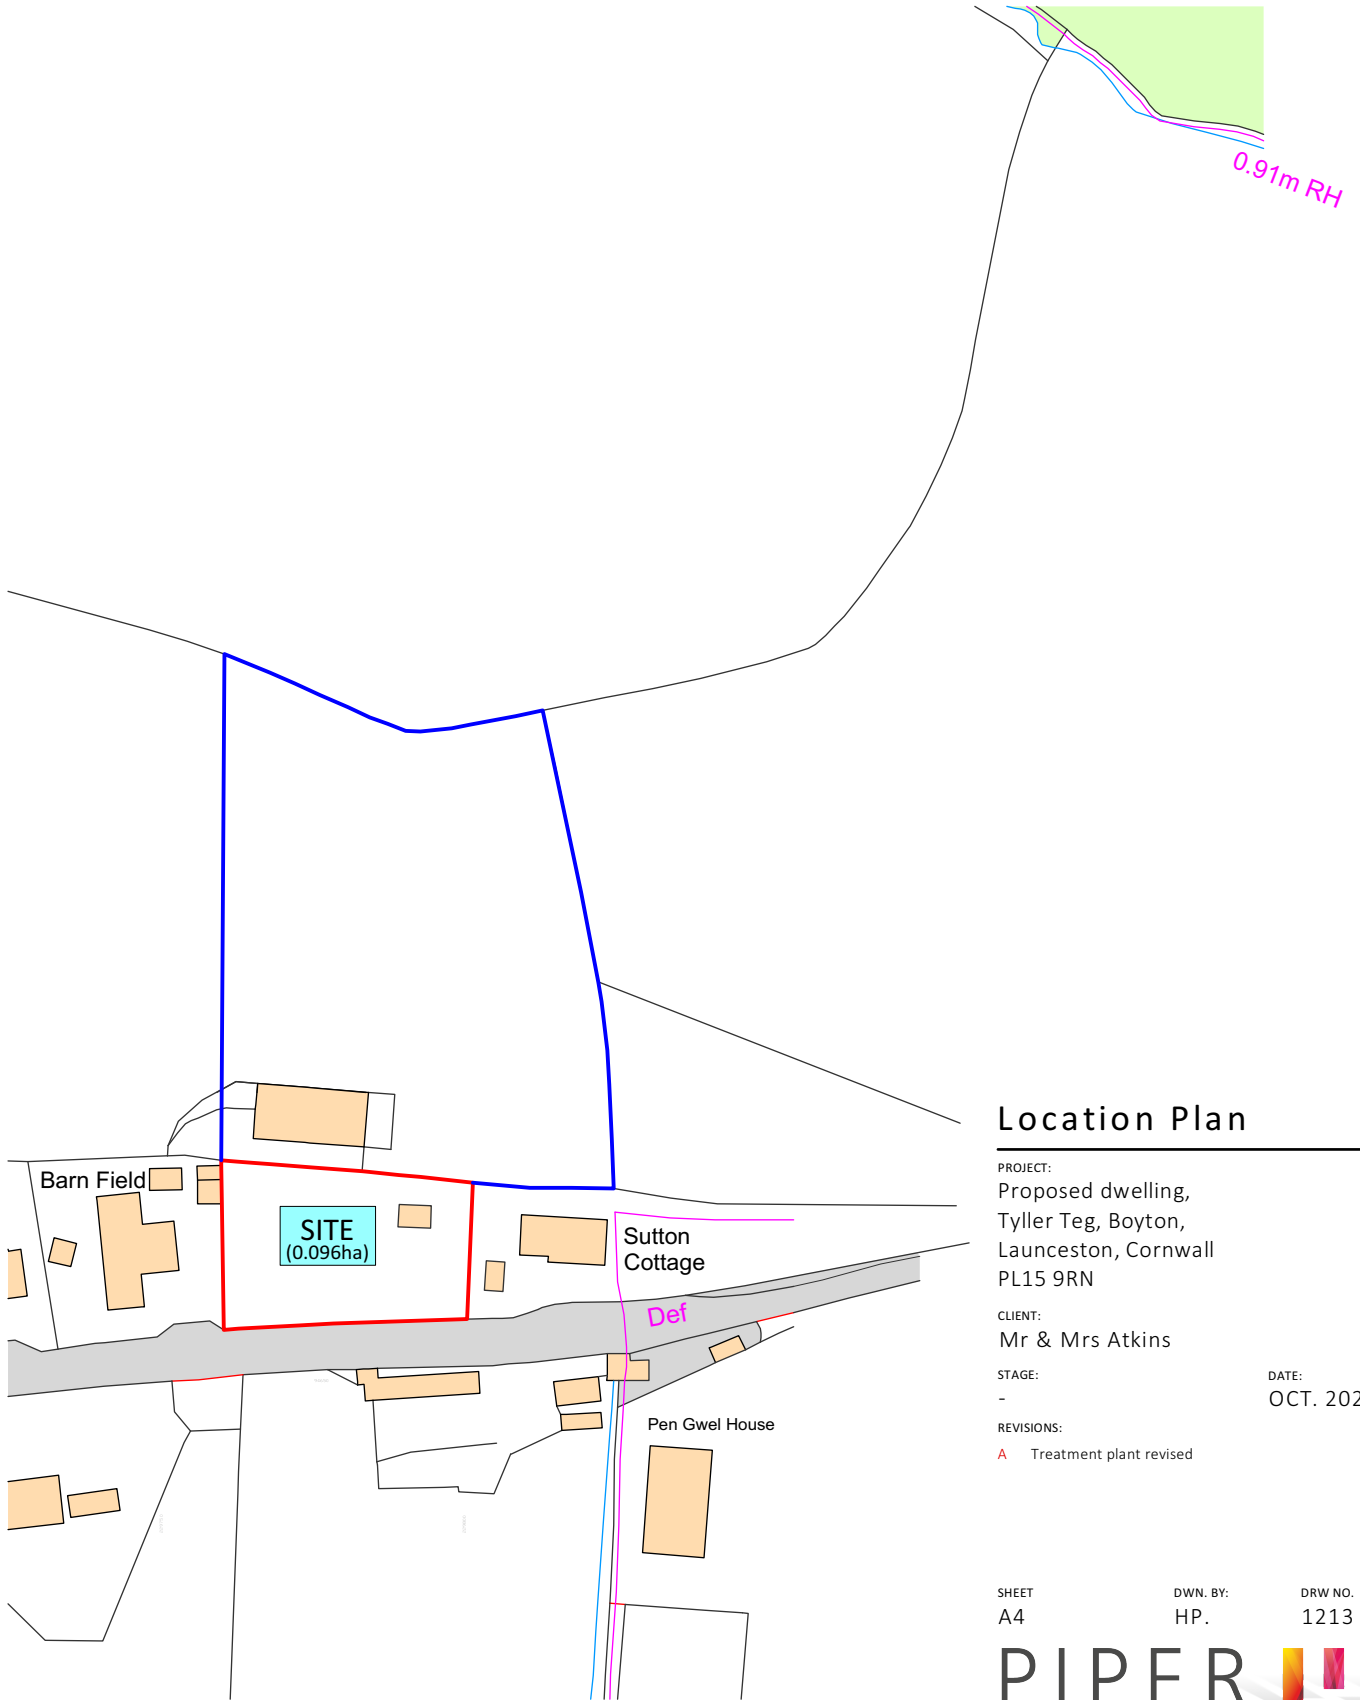 0.91m RH
Barn Field
SITE
(0.096ha)
Sutton
Cottage
Def
Pen Gwel House
Location Plan
PROJECT:
Proposed dwelling,
Tyller Teg, Boyton,
Launceston, Cornwall
PL15 9RN
CLIENT:
Mr & Mrs Atkins
STAGE: DATE:
- OCT. 202
REVISIONS:
A Treatment plant revised
SHEET DWN. BY: DRW NO.
A4 HP. 1213
PIPER